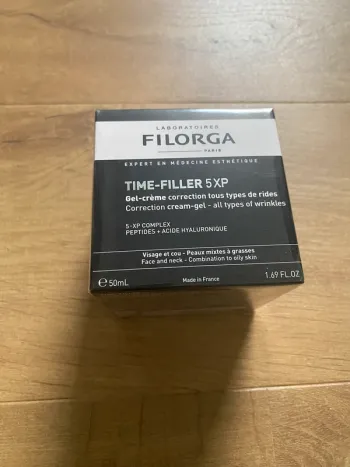 LABORATOIRES
FILORGA
PARIS
EXPERT EN MÉDECINE ESTHÉTIQUE
TIME-FILLER 5XP
Gel-crème correction tous types de rides
Correction cream-gel - all types of wrinkles
5-XP COMPLEX
PEPTIDES + ACIDE HYALURONIQUE
Visage et cou - Peaux mixtes à grasses
Face and neck - Combination to oily skin
℮ 50mL Made in France 1.69 FL.OZ